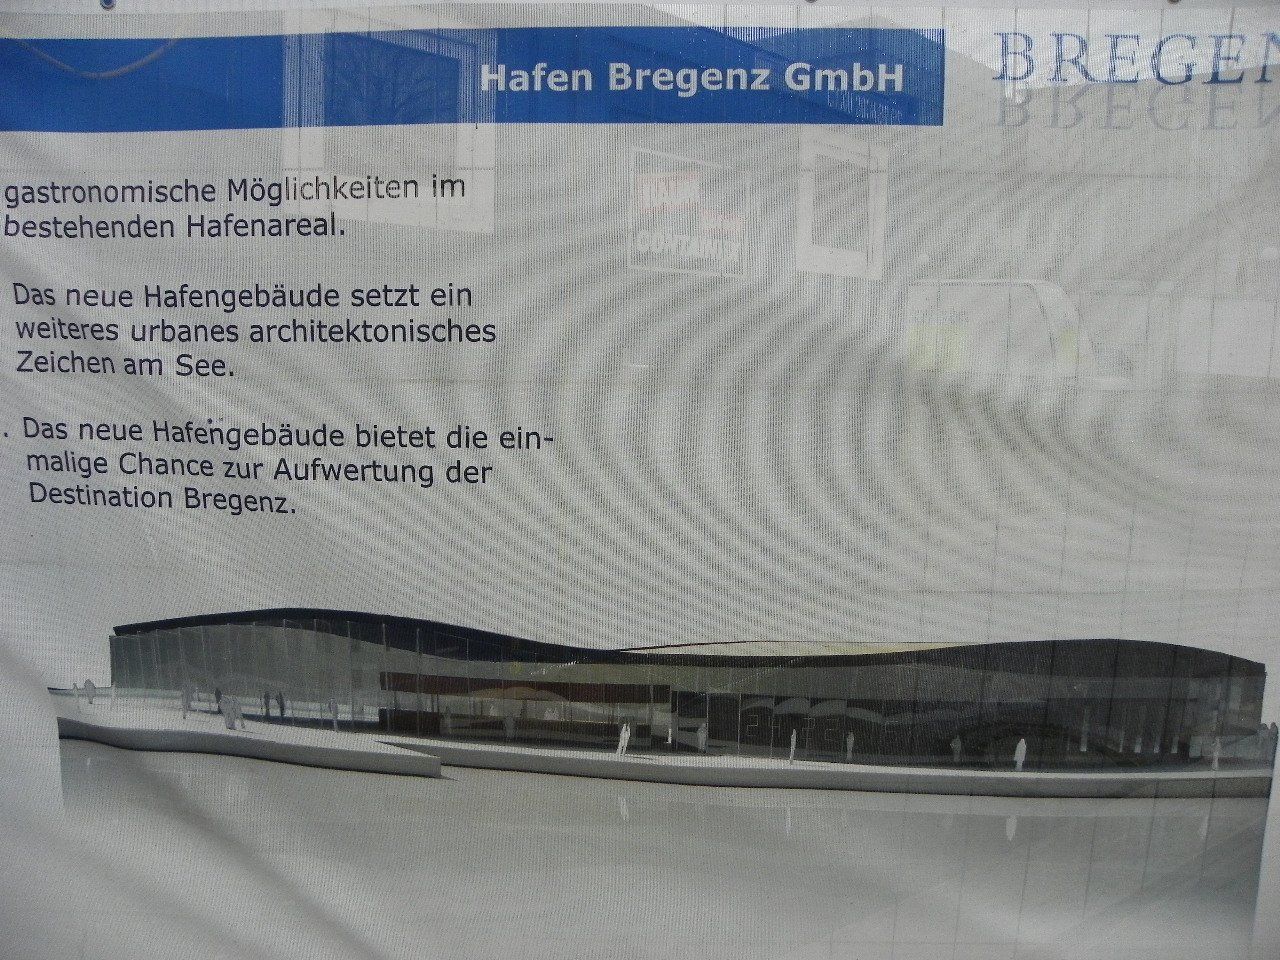 Hafen Bregenz GmbH
BREGEN
gastronomische Möglichkeiten im
bestehenden Hafenareal.
Das neue Hafengebäude setzt ein
weiteres urbanes architektonisches
Zeichen am See.
. Das neue Hafengebäude bietet die ein-
malige Chance zur Aufwertung der
Destination Bregenz.